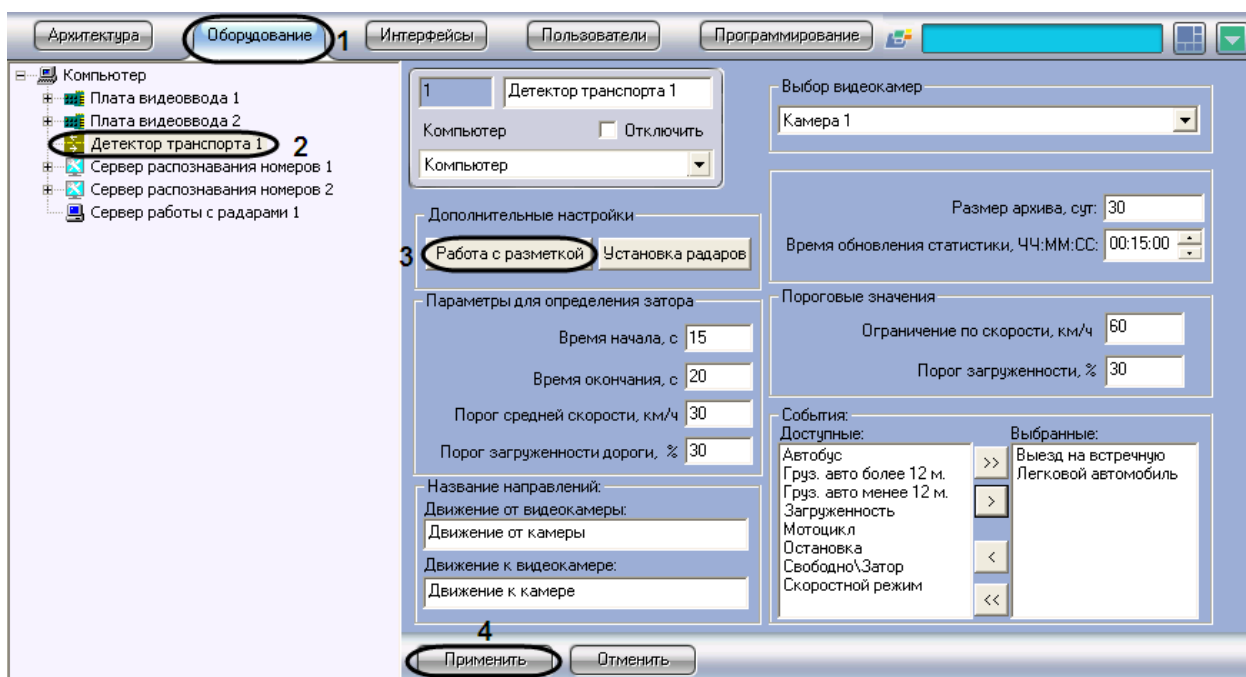 Архитектура
Оборудование
1
Интерфейсы
Пользователи
Программирование
Компьютер
Плата видеоввода 1
Плата видеоввода 2
Детектор транспорта 1
2
Сервер распознавания номеров 1
Сервер распознавания номеров 2
Сервер работы с радарами 1
1
Детектор транспорта 1
Компьютер
Отключить
Компьютер
Дополнительные настройки
3
Работа с разметкой
Установка радаров
Параметры для определения затора
Время начала, с 15
Время окончания, с 20
Порог средней скорости, км/ч 30
Порог загруженности дороги, % 30
Название направлений:
Движение от видеокамеры:
Движение от камеры
Движение к видеокамере:
Движение к камере
Выбор видеокамер
Камера 1
Размер архива, сут: 30
Время обновления статистики, ЧЧ:ММ:СС: 00:15:00
Пороговые значения
Ограничение по скорости, км/ч 60
Порог загруженности, % 30
События:
Доступные:
Автобус
Груз. авто более 12 м.
Груз. авто менее 12 м.
Загруженность
Мотоцикл
Остановка
Свободно\Затор
Скоростной режим
>>
>
<
<<
Выбранные:
Выезд на встречную
Легковой автомобиль
4
Применить
Отменить